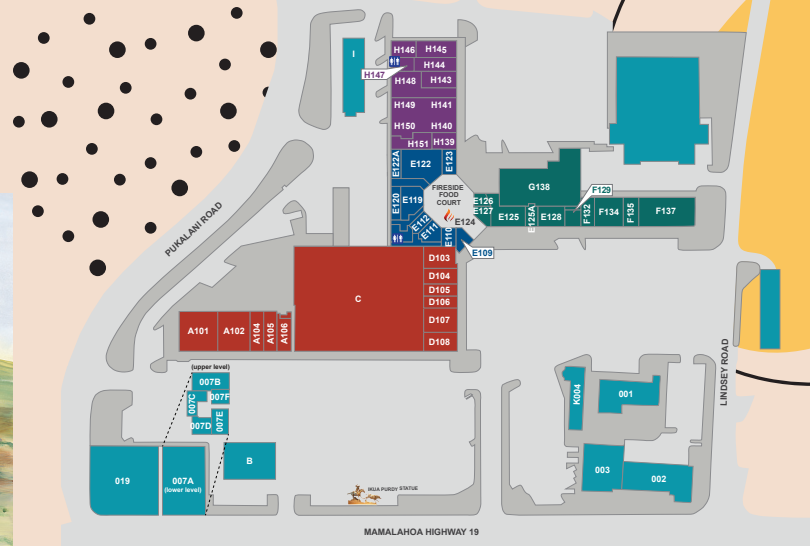 I
H146
H145
H147
H144
H148
H143
H149
H141
H150
H140
H151
H139
E122A
E122
E123
G138
F129
FIRESIDE
FOOD
COURT
E120
E119
E126
E127
E125
E125A
E128
F132
F134
F135
F137
E124
E112
E111
E110
E109
PUKALANI ROAD
C
D103
D104
D105
D106
D107
D108
A101
A102
A104
A105
A106
(upper level)
007B
007C
007F
007E
007D
019
007A
(lower level)
B
K004
001
003
002
LINDSEY ROAD
IKUA PURDY STATUE
MAMALAHOA HIGHWAY 19